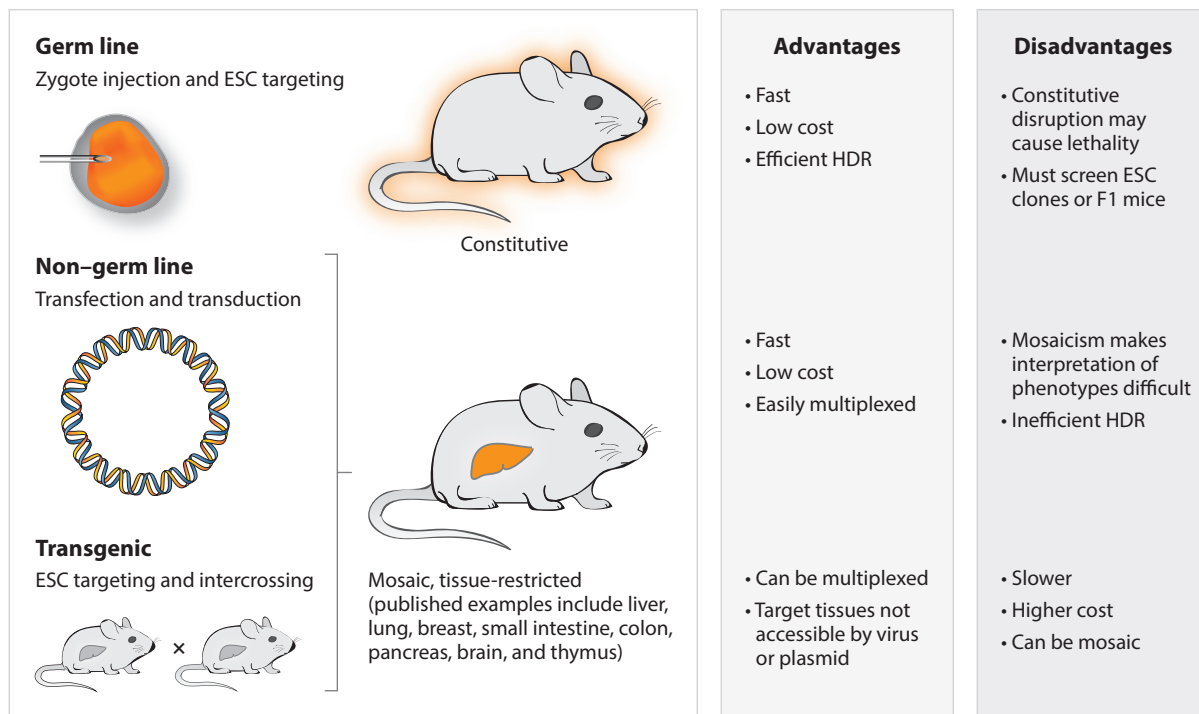 Germ line
Zygote injection and ESC targeting
Constitutive
Non–germ line
Transfection and transduction
Transgenic
ESC targeting and intercrossing
×
Mosaic, tissue-restricted
(published examples include liver,
lung, breast, small intestine, colon,
pancreas, brain, and thymus)
Advantages
• Fast
• Low cost
• Efficient HDR
• Fast
• Low cost
• Easily multiplexed
• Can be multiplexed
• Target tissues not
accessible by virus
or plasmid
Disadvantages
• Constitutive
disruption may
cause lethality
• Must screen ESC
clones or F1 mice
• Mosaicism makes
interpretation of
phenotypes difficult
• Inefficient HDR
• Slower
• Higher cost
• Can be mosaic